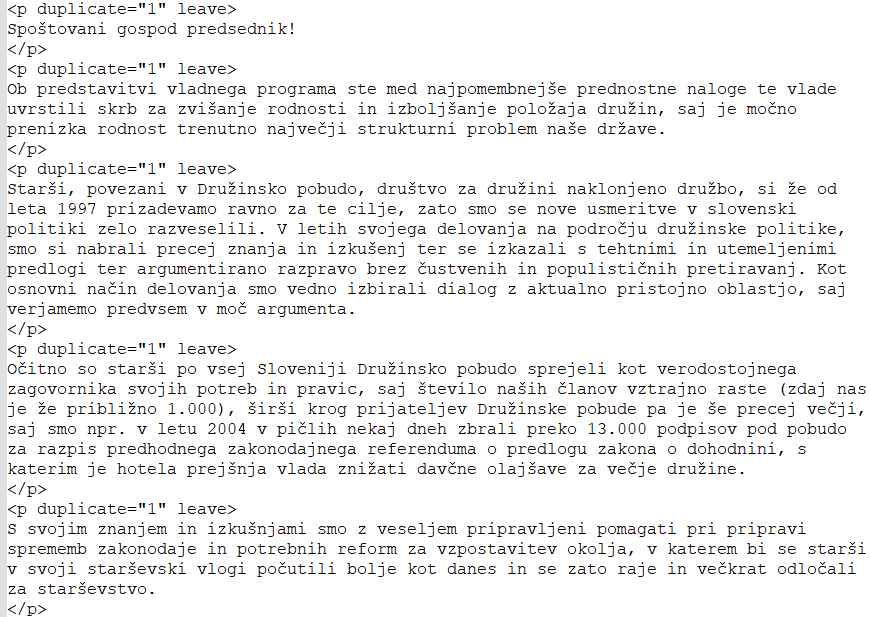 <p duplicate="1" leave>
Spoštovani gospod predsednik!
</p>
<p duplicate="1" leave>
Ob predstavitvi vladnega programa ste med najpomembnejše prednostne naloge te vlade
uvrstili skrb za zvišanje rodnosti in izboljšanje položaja družin, saj je močno
prenizka rodnost trenutno največji strukturni problem naše države.
</p>
<p duplicate="1" leave>
Starši, povezani v Družinsko pobudo, društvo za družini naklonjeno družbo, si že od
leta 1997 prizadevamo ravno za te cilje, zato smo se nove usmeritve v slovenski
politiki zelo razveselili. V letih svojega delovanja na področju družinske politike,
smo si nabrali precej znanja in izkušenj ter se izkazali s tehtnimi in utemeljenimi
predlogi ter argumentirano razpravo brez čustvenih in populističnih pretiravanj. Kot
osnovni način delovanja smo vedno izbirali dialog z aktualno pristojno oblastjo, saj
verjamemo predvsem v moč argumenta.
</p>
<p duplicate="1" leave>
Očitno so starši po vsej Sloveniji Družinsko pobudo sprejeli kot verodostojnega
zagovornika svojih potreb in pravic, saj število naših članov vztrajno raste (zdaj nas
je že približno 1.000), širši krog prijateljev Družinske pobude pa je še precej večji,
saj smo npr. v letu 2004 v pičlih nekaj dneh zbrali preko 13.000 podpisov pod pobudo
za razpis predhodnega zakonodajnega referenduma o predlogu zakona o dohodnini, s
katerim je hotela prejšnja vlada znižati davčne olajšave za večje družine.
</p>
<p duplicate="1" leave>
S svojim znanjem in izkušnjami smo z veseljem pripravljeni pomagati pri pripravi
sprememb zakonodaje in potrebnih reform za vzpostavitev okolja, v katerem bi se starši
v svoji starševski vlogi počutili bolje kot danes in se zato raje in večkrat odločali
za starševstvo.
</p>